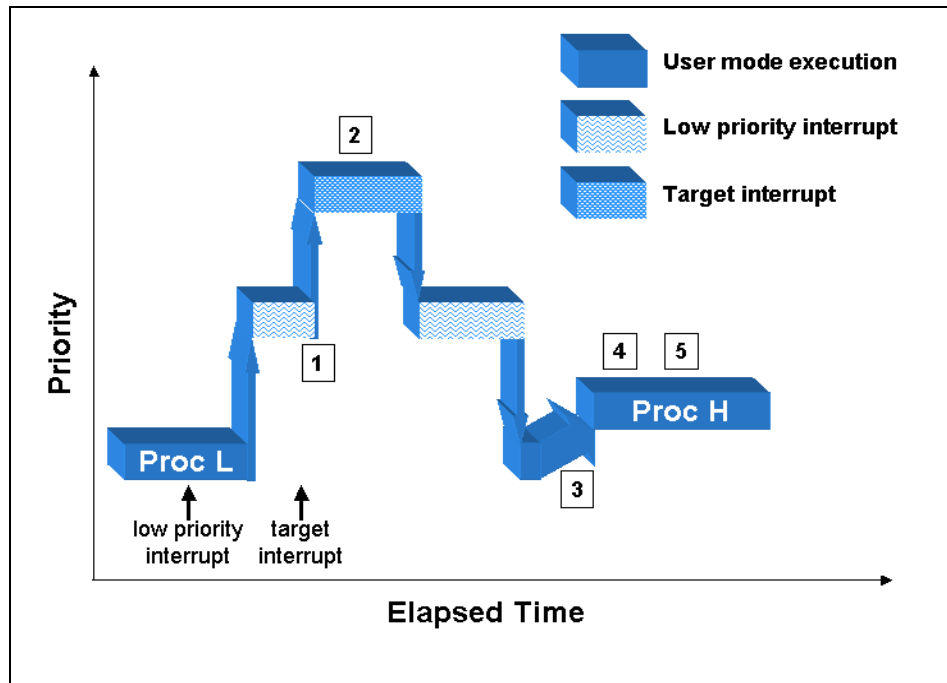 User mode execution
Low priority interrupt
Target interrupt
2
1
4 5
Proc H
Proc L
3
low priority
interrupt
target
interrupt
Priority
Elapsed Time